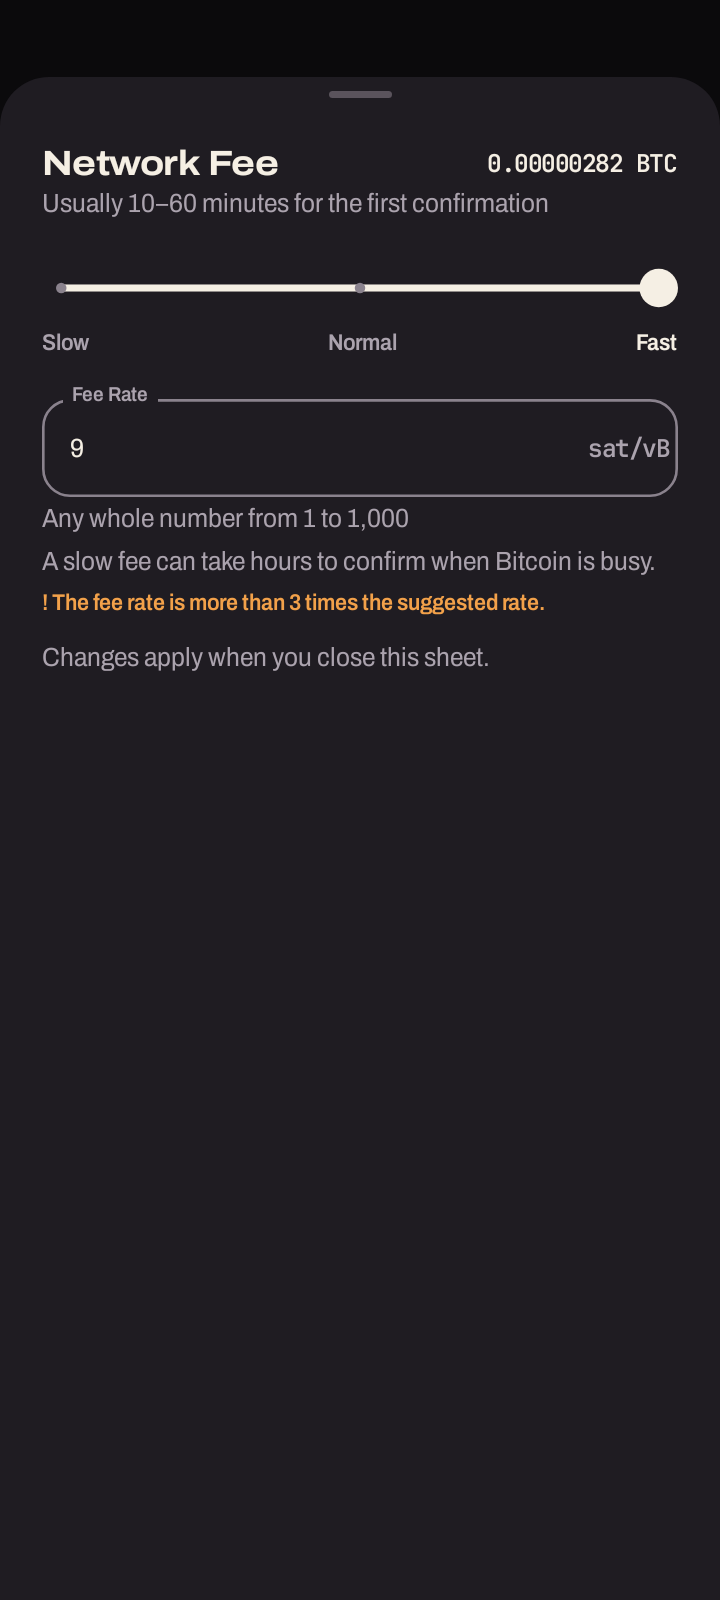 Network Fee
0.00000282 BTC
Usually 10–60 minutes for the first confirmation
Slow
Normal
Fast
Fee Rate
9
sat/vB
Any whole number from 1 to 1,000
A slow fee can take hours to confirm when Bitcoin is busy.
! The fee rate is more than 3 times the suggested rate.
Changes apply when you close this sheet.